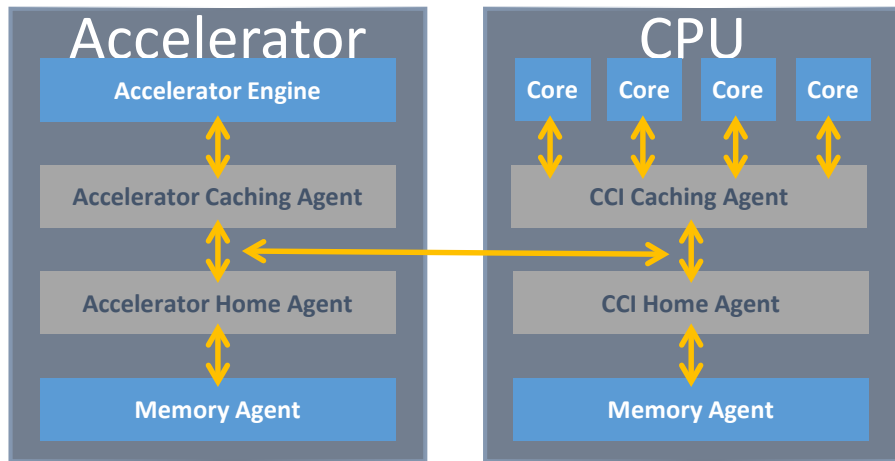 Accelerator
Accelerator Engine
Accelerator Caching Agent
Accelerator Home Agent
Memory Agent
CPU
Core Core Core Core
CCI Caching Agent
CCI Home Agent
Memory Agent